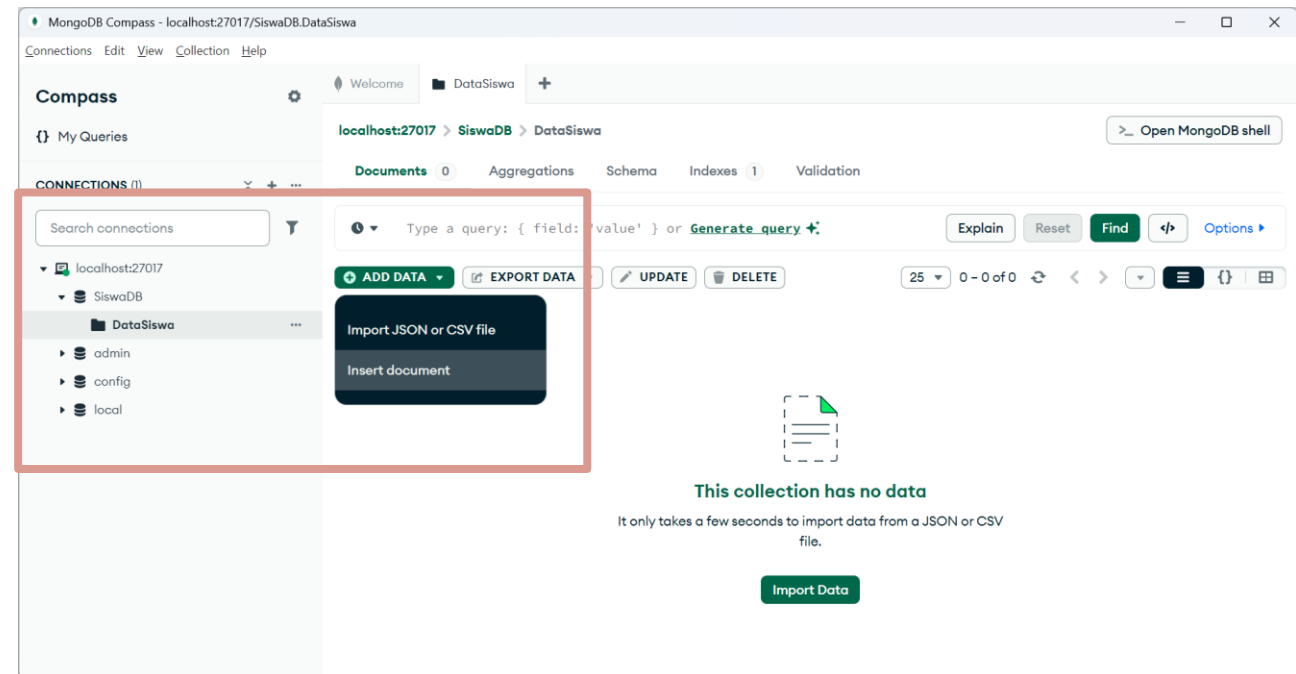 MongoDB Compass - localhost:27017/SiswaDB.DataSiswa
Connections Edit View Collection Help
Compass
{} My Queries
CONNECTIONS (1)
Search connections
localhost:27017
SiswaDB
DataSiswa
admin
config
local
Welcome
DataSiswa
localhost:27017 > SiswaDB > DataSiswa
>_ Open MongoDB shell
Documents 0 Aggregations Schema Indexes 1 Validation
Type a query: { field: 'value' } or Generate query
Explain Reset Find </> Options
ADD DATA EXPORT DATA UPDATE DELETE
25 0 – 0 of 0 {}
Import JSON or CSV file
Insert document
This collection has no data
It only takes a few seconds to import data from a JSON or CSV
file.
Import Data